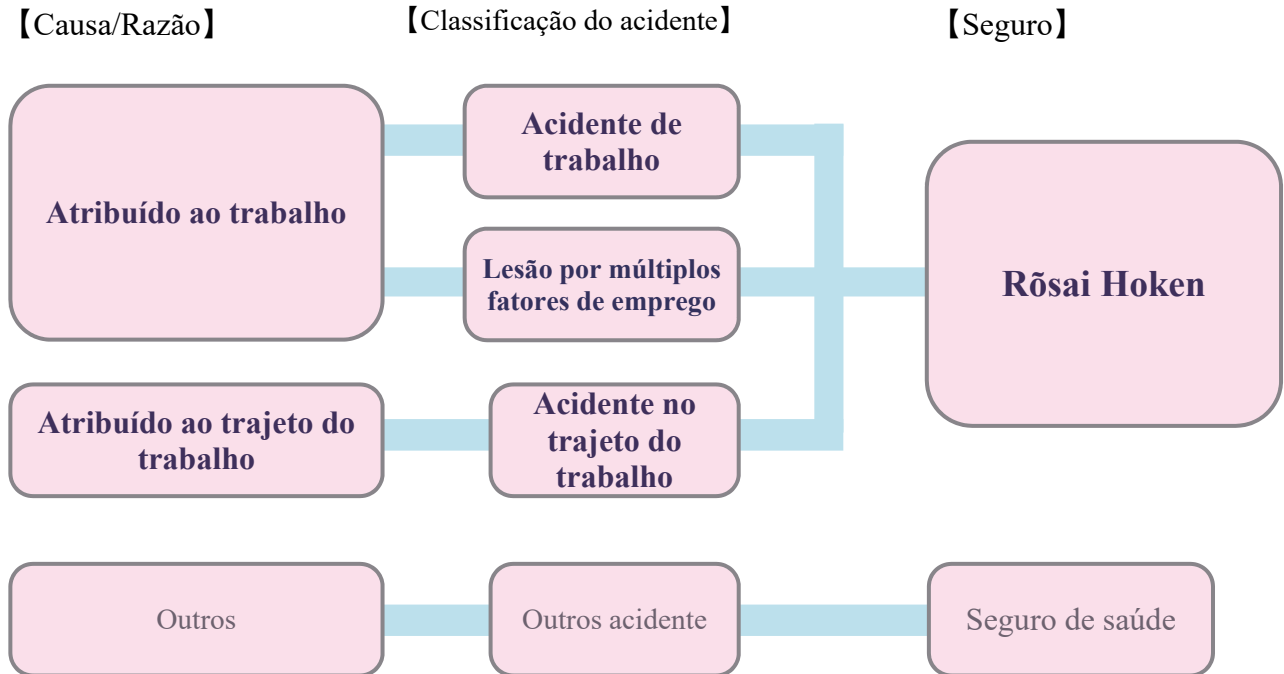 【Causa/Razão】
【Classificação do acidente】
【Seguro】
Atribuído ao trabalho
Acidente de
trabalho
Lesão por múltiplos
fatores de emprego
Rõsai Hoken
Atribuído ao trajeto do
trabalho
Acidente no
trajeto do
trabalho
Outros
Outros acidente
Seguro de saúde